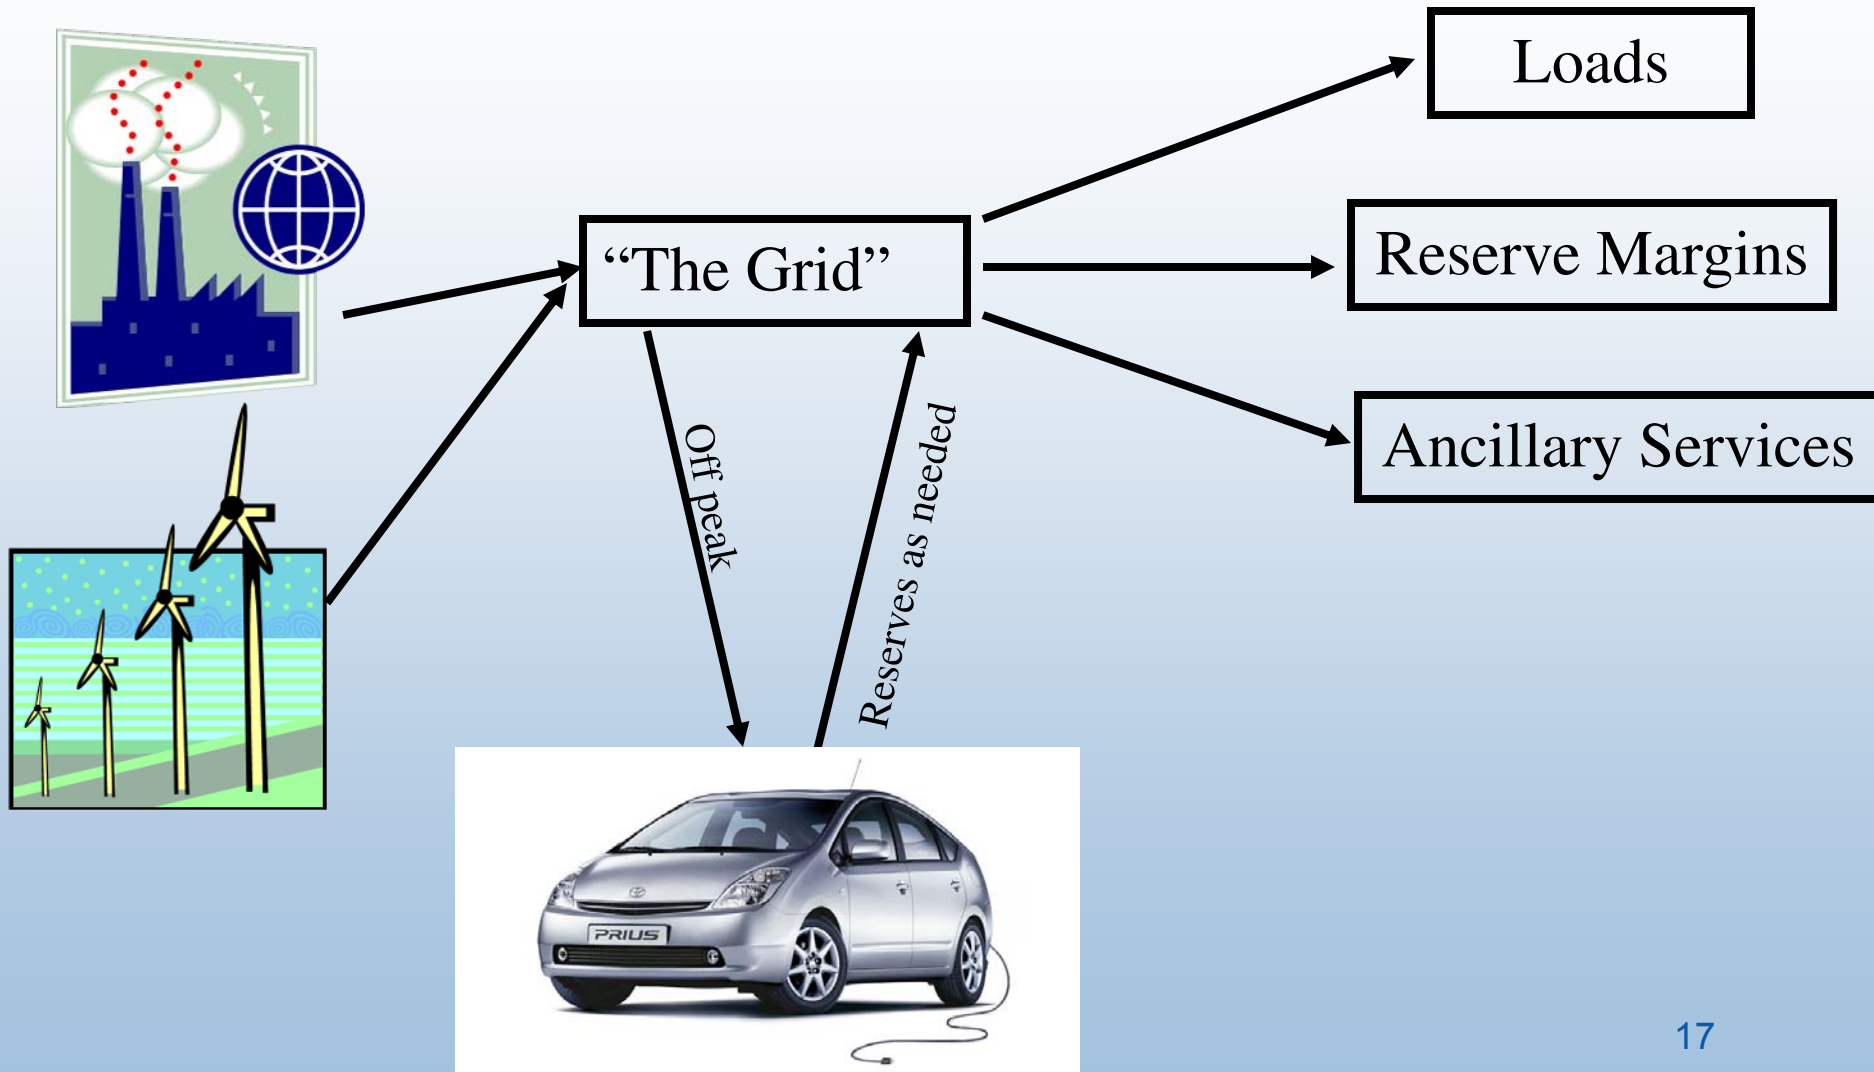 Loads
“The Grid”
Reserve Margins
Ancillary Services
Off peak
Reserves as needed
PRIUS
17